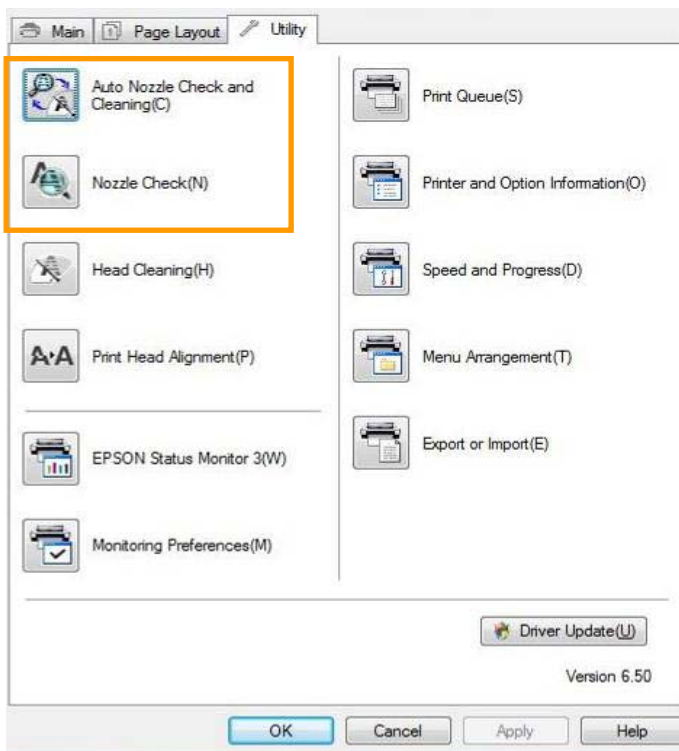 Main
Page Layout
Utility
Auto Nozzle Check and
Cleaning(C)
Nozzle Check(N)
Head Cleaning(H)
A▸A
Print Head Alignment(P)
EPSON Status Monitor 3(W)
Monitoring Preferences(M)
Print Queue(S)
Printer and Option Information(O)
Speed and Progress(D)
Menu Arrangement(T)
Export or Import(E)
Driver Update(U)
Version 6.50
OK
Cancel
Apply
Help